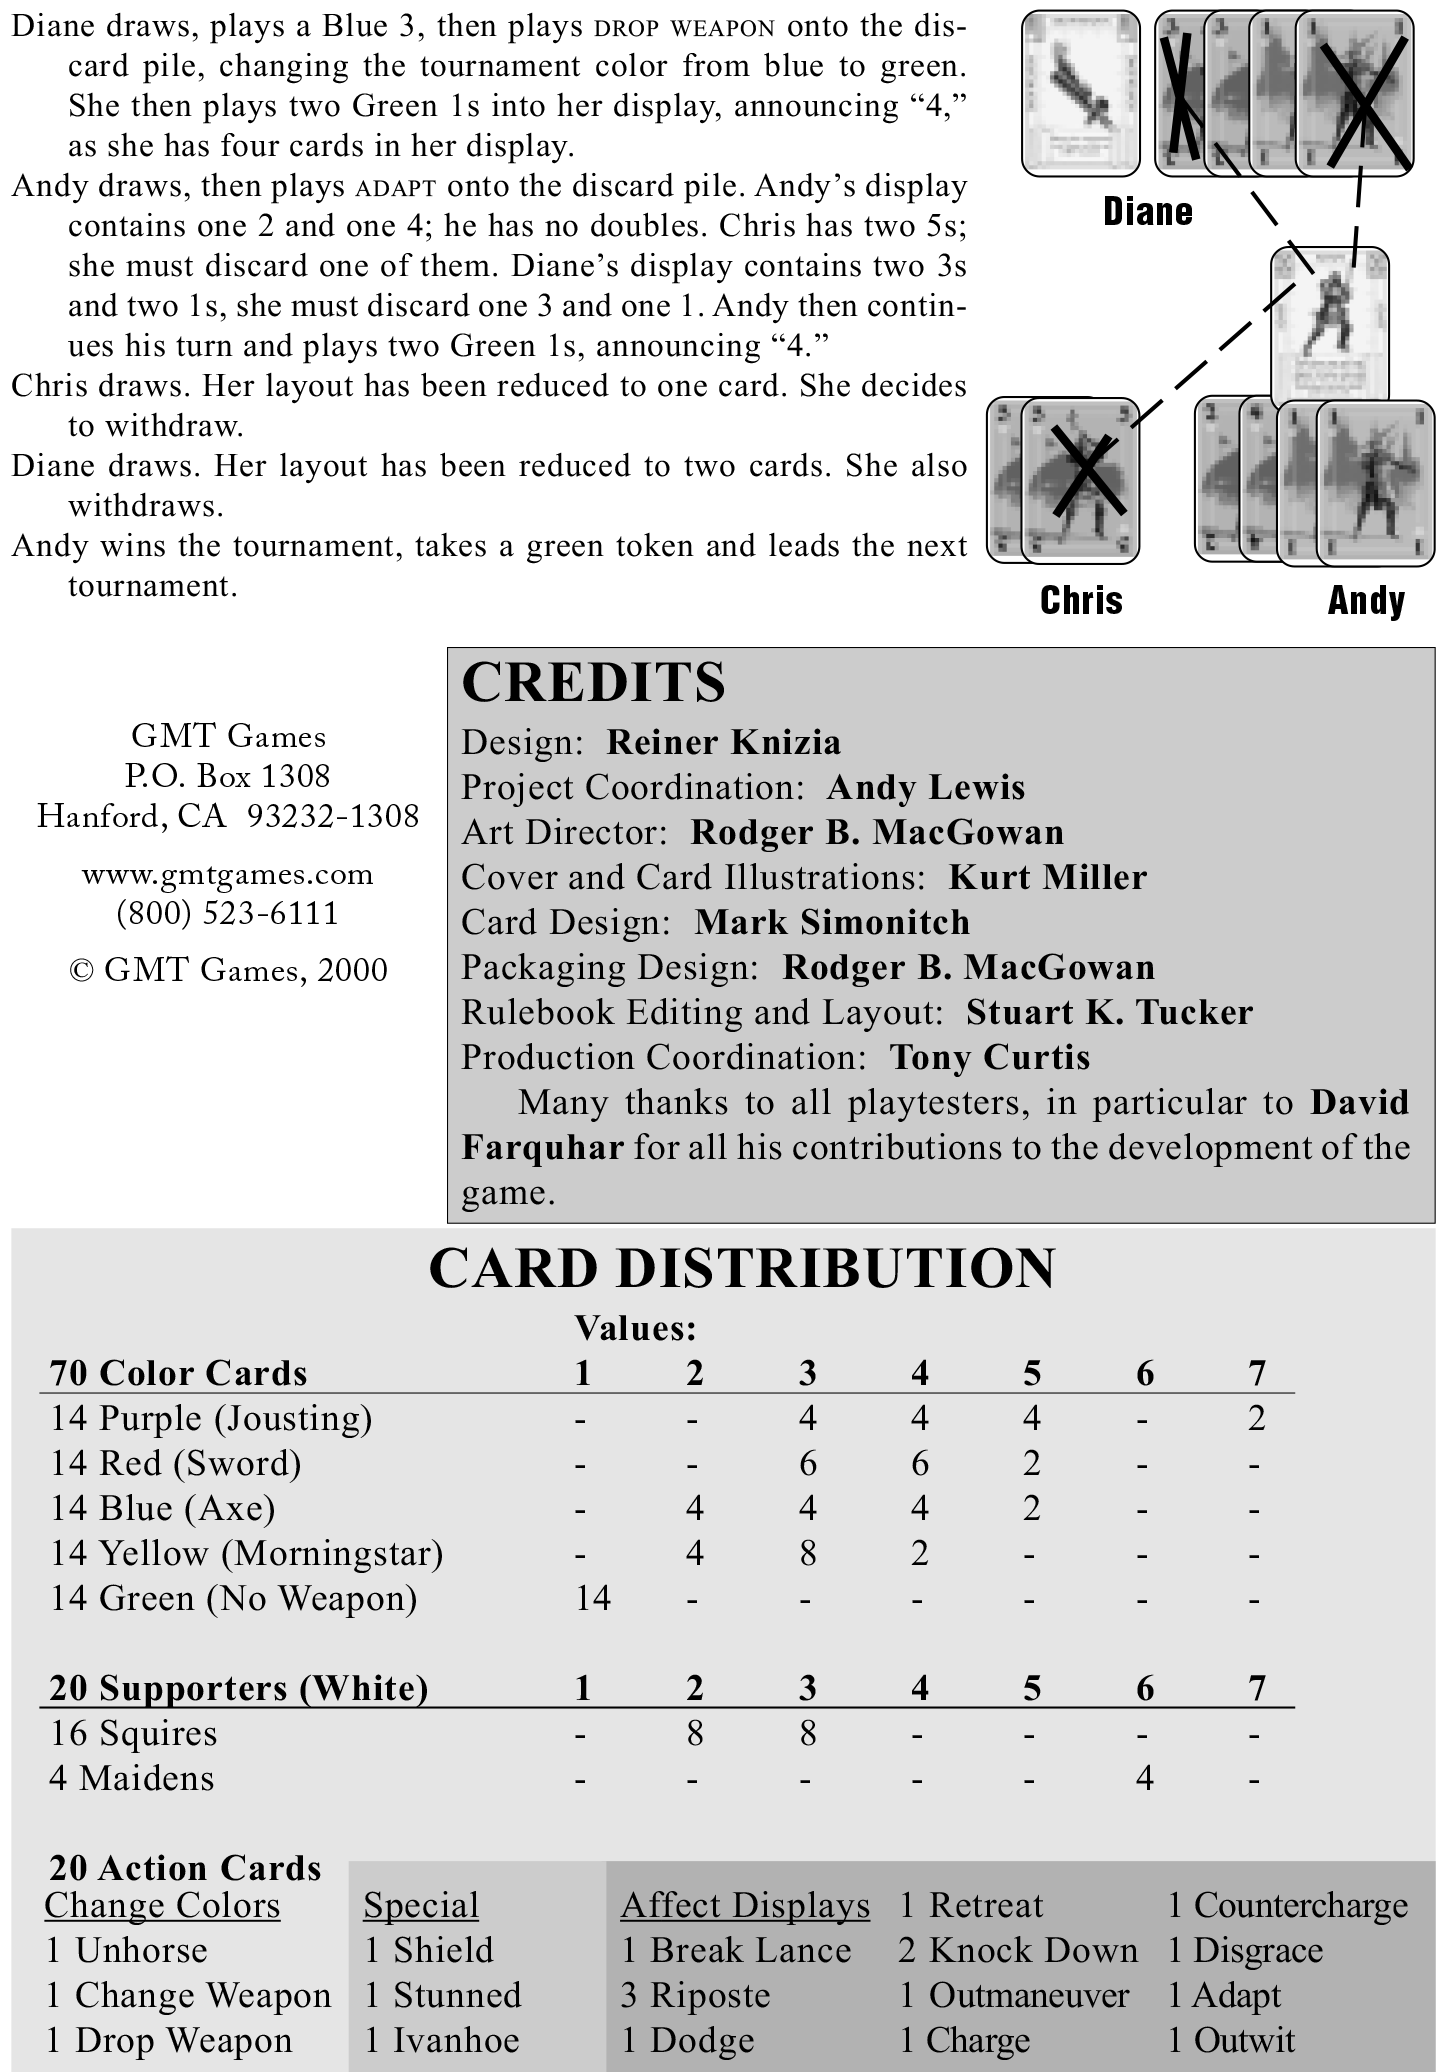 Diane draws, plays a Blue 3, then plays DROP WEAPON onto the dis-
card pile, changing the tournament color from blue to green.
She then plays two Green 1s into her display, announcing “4,”
as she has four cards in her display.
Andy draws, then plays ADAPT onto the discard pile. Andy’s display
contains one 2 and one 4; he has no doubles. Chris has two 5s;
she must discard one of them. Diane’s display contains two 3s
and two 1s, she must discard one 3 and one 1. Andy then contin-
ues his turn and plays two Green 1s, announcing “4.”
Chris draws. Her layout has been reduced to one card. She decides
to withdraw.
Diane draws. Her layout has been reduced to two cards. She also
withdraws.
Andy wins the tournament, takes a green token and leads the next
tournament.
Diane
Chris
Andy
GMT Games
P.O. Box 1308
Hanford, CA 93232-1308
www.gmtgames.com
(800) 523-6111
© GMT Games, 2000
CREDITS
Design: Reiner Knizia
Project Coordination: Andy Lewis
Art Director: Rodger B. MacGowan
Cover and Card Illustrations: Kurt Miller
Card Design: Mark Simonitch
Packaging Design: Rodger B. MacGowan
Rulebook Editing and Layout: Stuart K. Tucker
Production Coordination: Tony Curtis
Many thanks to all playtesters, in particular to David
Farquhar for all his contributions to the development of the
game.
CARD DISTRIBUTION
Values:
70 Color Cards 1 2 3 4 5 6 7
14 Purple (Jousting) - - 4 4 4 - 2
14 Red (Sword) - - 6 6 2 - -
14 Blue (Axe) - 4 4 4 2 - -
14 Yellow (Morningstar) - 4 8 2 - - -
14 Green (No Weapon) 14 - - - - - -
20 Supporters (White) 1 2 3 4 5 6 7
16 Squires - 8 8 - - - -
4 Maidens - - - - - 4 -
20 Action Cards
Change Colors Special Affect Displays 1 Retreat 1 Countercharge
1 Unhorse 1 Shield 1 Break Lance 2 Knock Down 1 Disgrace
1 Change Weapon 1 Stunned 3 Riposte 1 Outmaneuver 1 Adapt
1 Drop Weapon 1 Ivanhoe 1 Dodge 1 Charge 1 Outwit